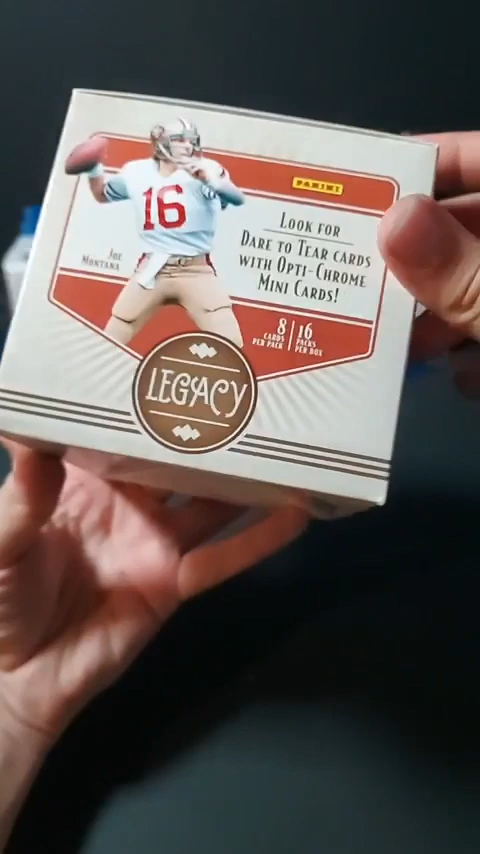 PANINI
LOOK FOR
DARE TO TEAR CARDS
WITH OPTI-CHROME
MINI CARDS!
JOE
MONTANA
16
8 CARDS PER PACK
16 PACKS PER BOX
LEGACY